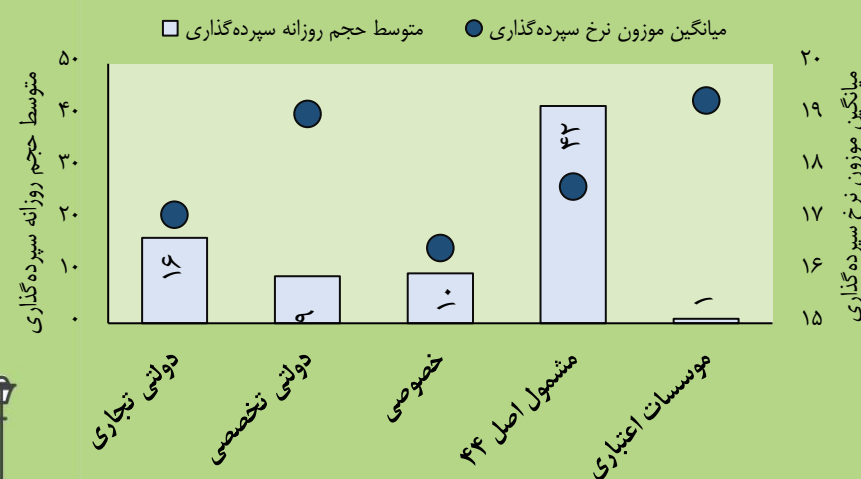 میانگین موزون نرخ سپرده‌گذاری
متوسط حجم روزانه سپرده‌گذاری
متوسط حجم روزانه سپرده‌گذاری
۵۰
۴۰
۳۰
۲۰
۱۰
۰
۱۶
۹
۱۰
۴۲
۱
۲۰
۱۹
۱۸
۱۷
۱۶
۱۵
میانگین موزون نرخ سپرده‌گذاری
دولتی تجاری
دولتی تخصصی
خصوصی
مشمول اصل ۴۴
موسسات اعتباری